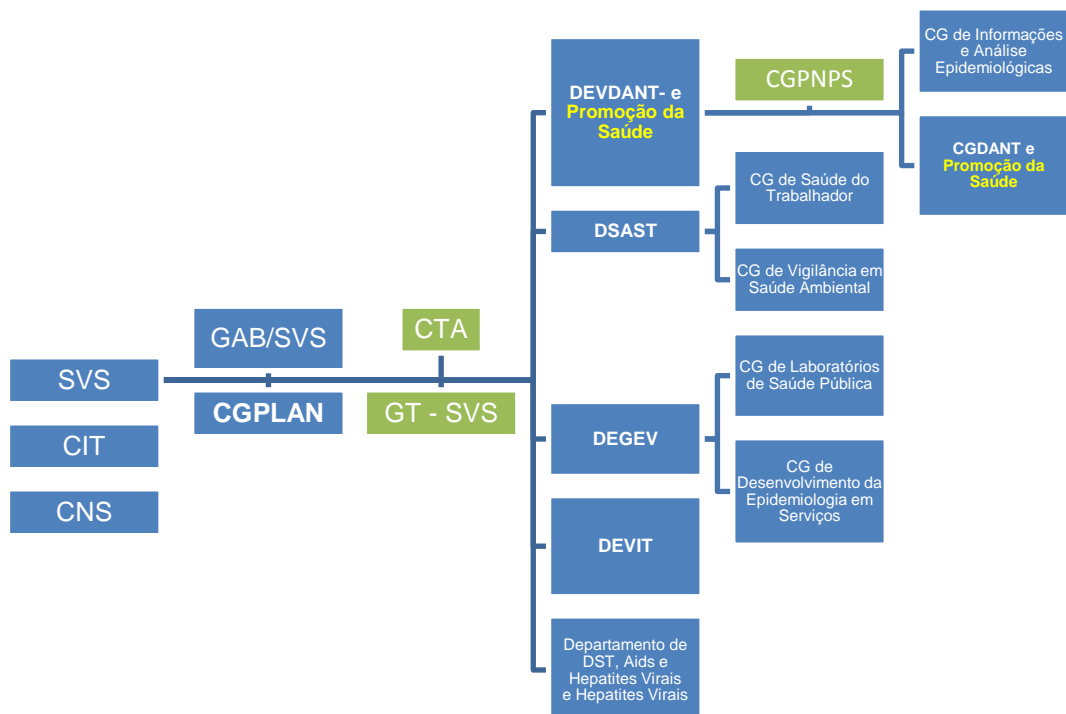 SVS
CIT
CNS
GAB/SVS
CGPLAN
CTA
GT - SVS
DEVDANT- e
Promoção da
Saúde
DSAST
DEGEV
DEVIT
Departamento de
DST, Aids e
Hepatites Virais
e Hepatites Virais
CGPNPS
CG de Saúde do
Trabalhador
CG de Vigilância em
Saúde Ambiental
CG de Laboratórios
de Saúde Pública
CG de
Desenvolvimento da
Epidemiologia em
Serviços
CG de Informações
e Análise
Epidemiológicas
CGDANT e
Promoção da
Saúde